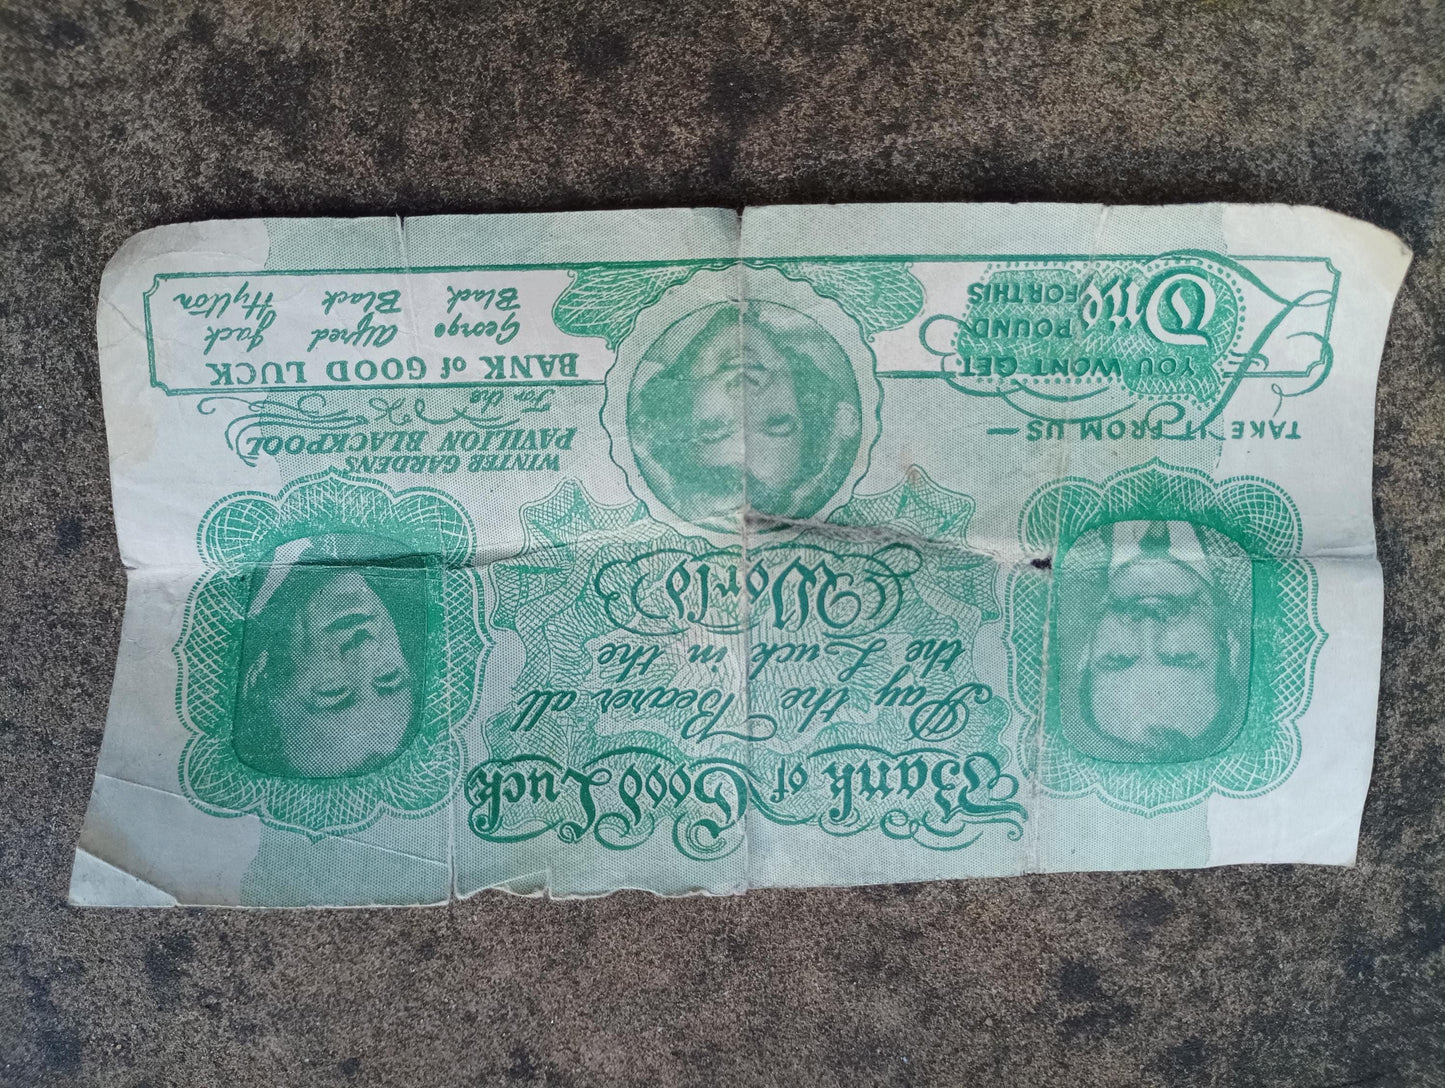 Bank of Good Luck
Pay the Bearer all
the Luck in the
World
WINTER GARDENS
PAVILION BLACKPOOL
For the
BANK of GOOD LUCK
George Alfred Jack
Black Black Hylton
TAKE IT FROM US —
YOU WONT GET
One POUND
FOR THIS